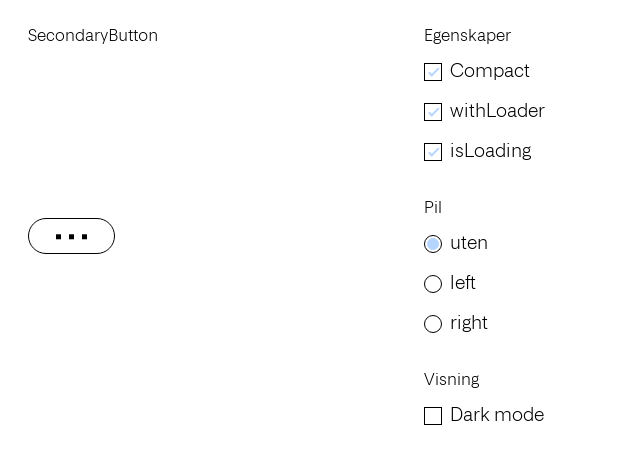 SecondaryButton
Egenskaper
Compact
withLoader
isLoading
Pil
uten
left
right
Visning
Dark mode